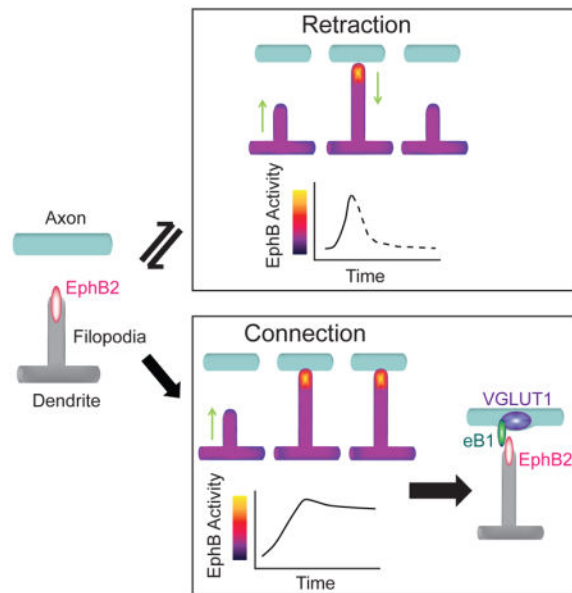 Retraction
EphB Activity
Time
Axon
EphB2
Filopodia
Dendrite
Connection
EphB Activity
Time
VGLUT1
eB1
EphB2